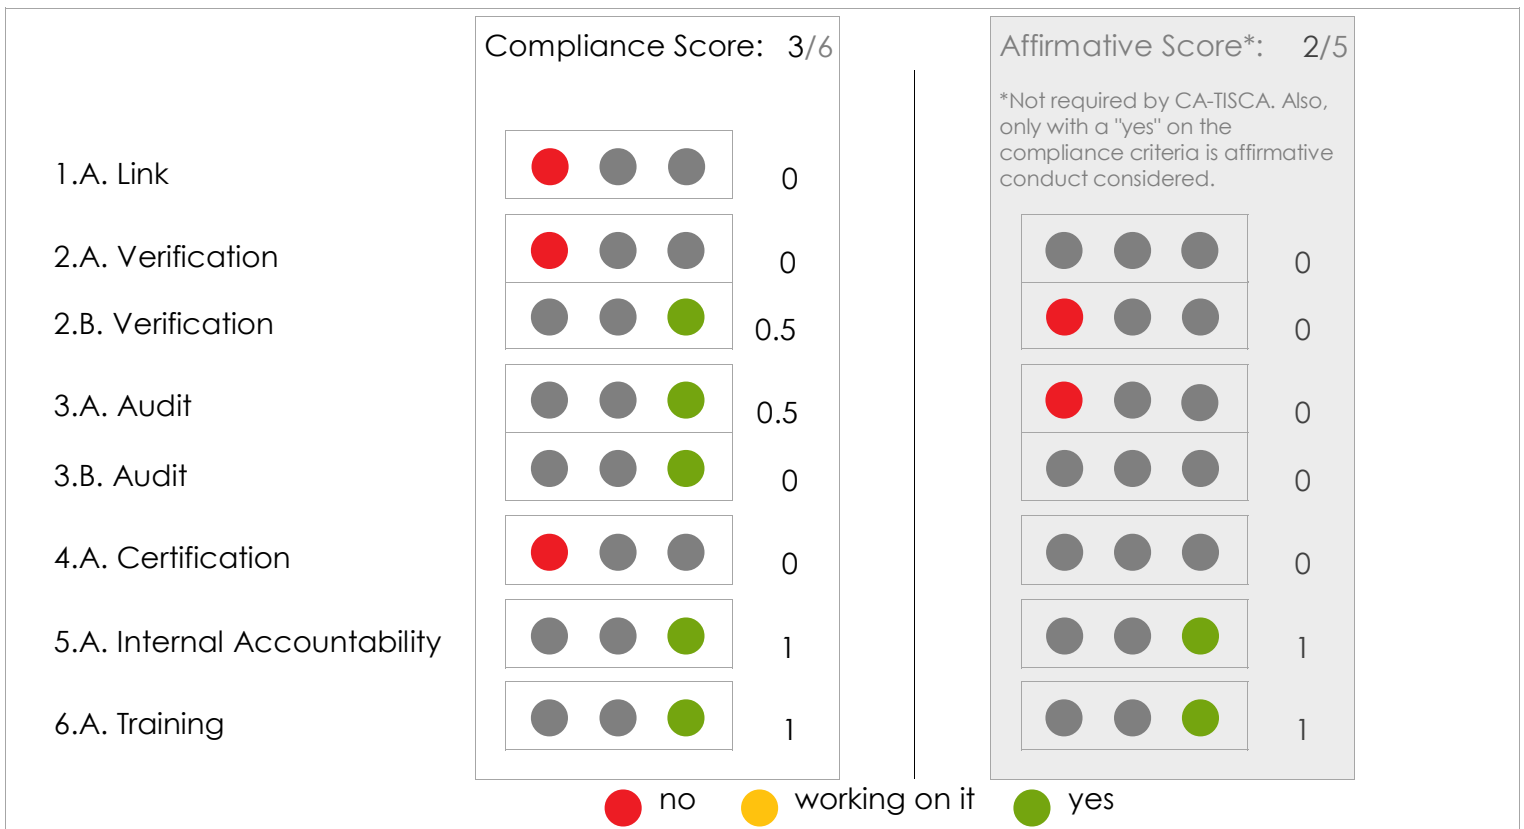 Compliance Score: 3/6
Affirmative Score*: 2/5
*Not required by CA-TISCA. Also,
only with a "yes" on the
compliance criteria is affirmative
conduct considered.
1.A. Link 0
2.A. Verification 0 0
2.B. Verification 0.5 0
3.A. Audit 0.5 0
3.B. Audit 0 0
4.A. Certification 0 0
5.A. Internal Accountability 1 1
6.A. Training 1 1
no working on it yes